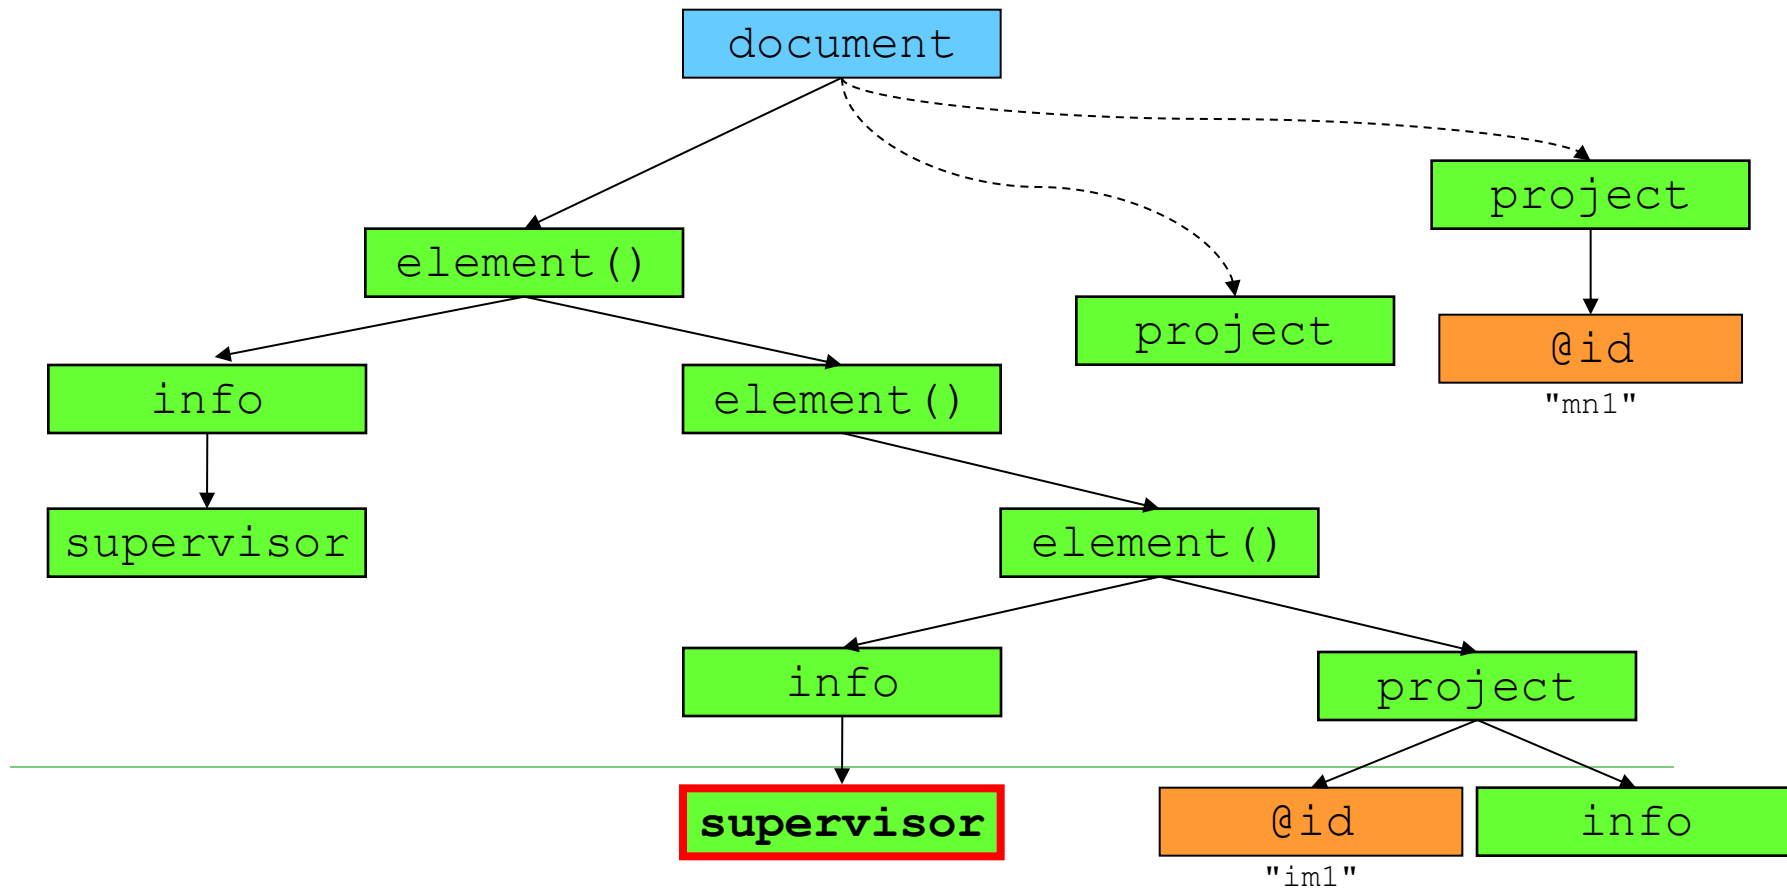 document
project
element()
project
@id
"mn1"
info
element()
supervisor
element()
info
project
supervisor
@id
info
"im1"